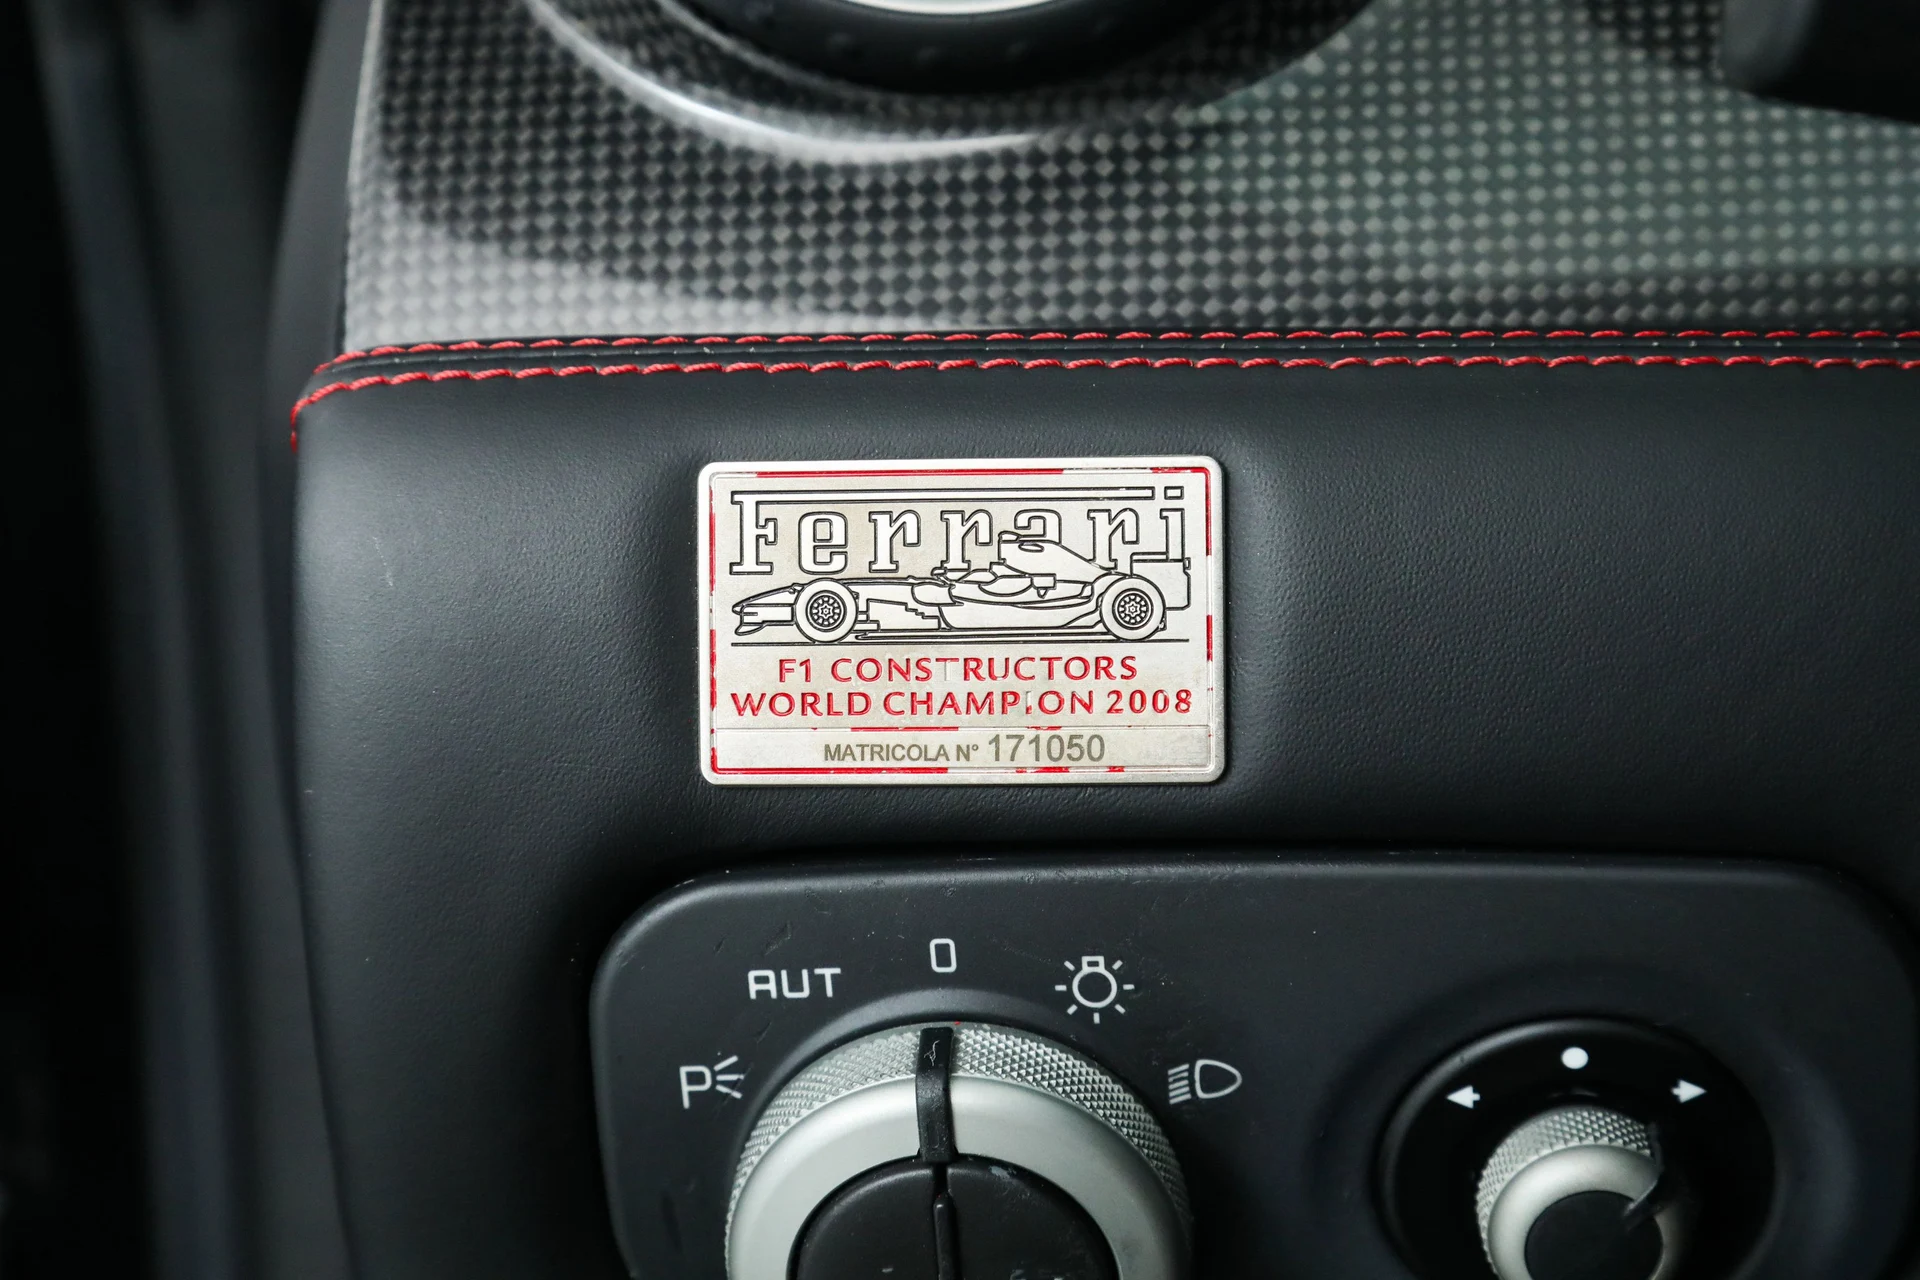 Ferrari
F1 CONSTRUCTORS
WORLD CHAMPION 2008
MATRICOLA N° 171050
0
AUT
P